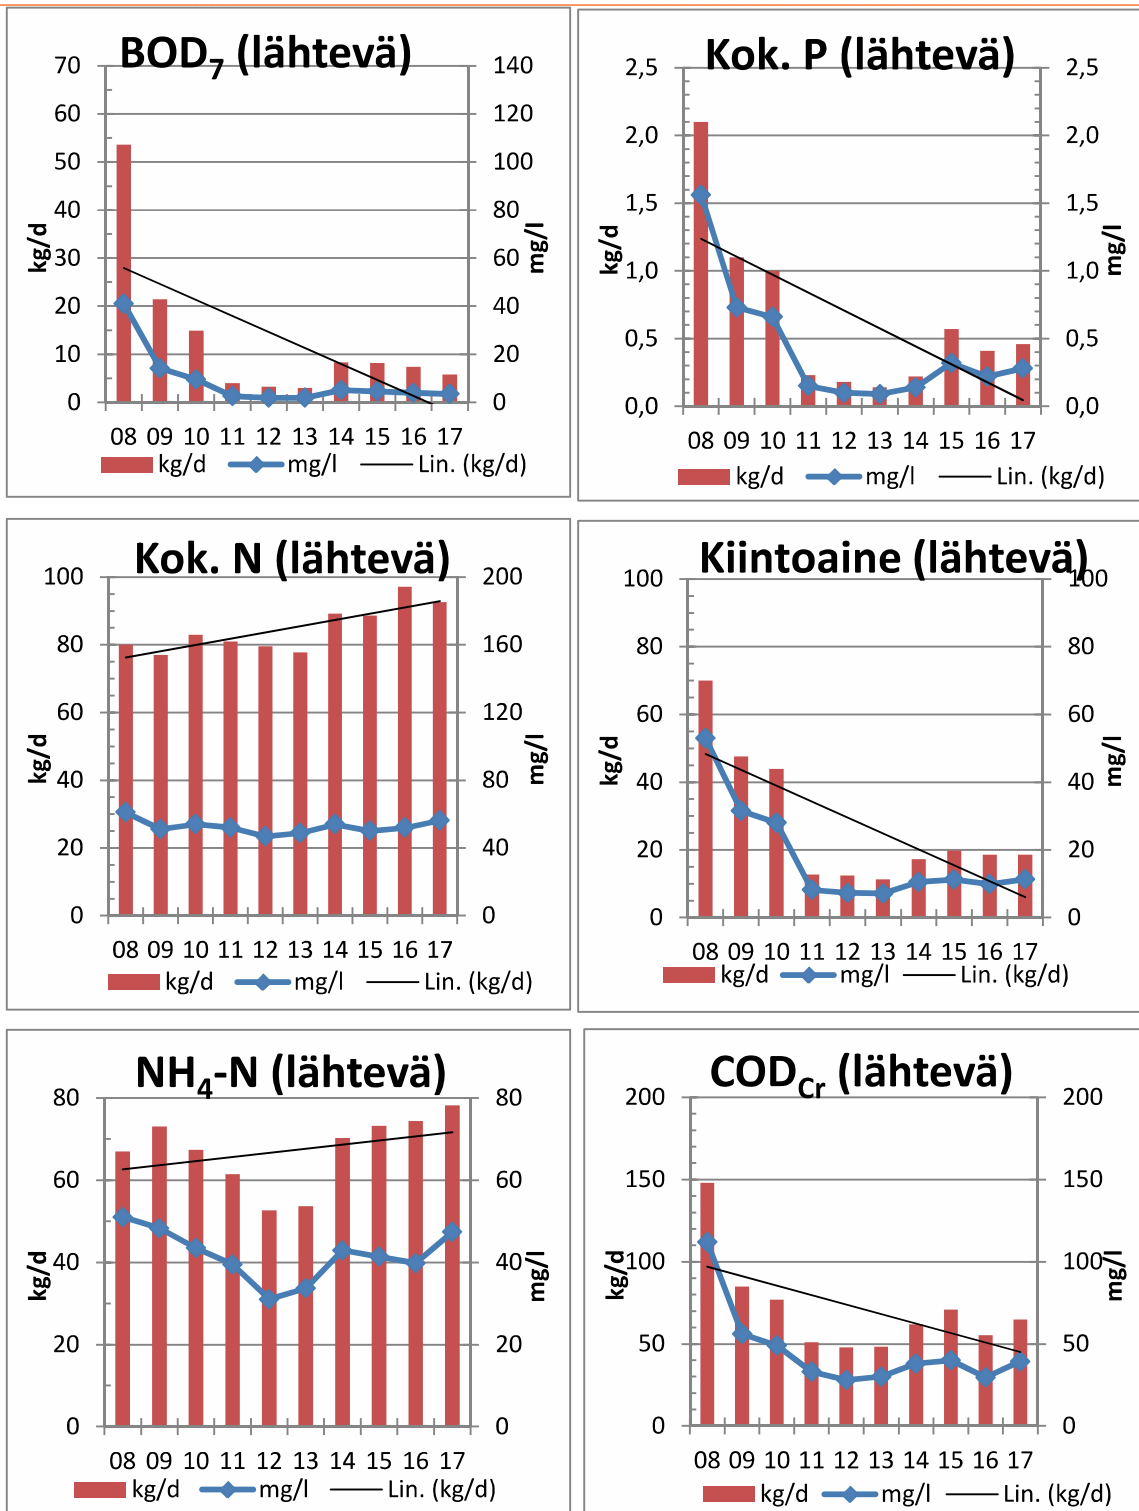 BOD₇ (lähtevä)
70
60
50
40
30
20
10
0
kg/d
140
120
100
80
60
40
20
0
mg/l
08 09 10 11 12 13 14 15 16 17
kg/d mg/l Lin. (kg/d)
Kok. P (lähtevä)
2,5
2,0
1,5
1,0
0,5
0,0
kg/d
2,5
2,0
1,5
1,0
0,5
0,0
mg/l
08 09 10 11 12 13 14 15 16 17
kg/d mg/l Lin. (kg/d)
Kok. N (lähtevä)
100
80
60
40
20
0
kg/d
200
160
120
80
40
0
mg/l
08 09 10 11 12 13 14 15 16 17
kg/d mg/l Lin. (kg/d)
Kiintoaine (lähtevä)
100
80
60
40
20
0
kg/d
100
80
60
40
20
0
mg/l
08 09 10 11 12 13 14 15 16 17
kg/d mg/l Lin. (kg/d)
NH₄-N (lähtevä)
80
60
40
20
0
kg/d
80
60
40
20
0
mg/l
08 09 10 11 12 13 14 15 16 17
kg/d mg/l Lin. (kg/d)
COD_Cr (lähtevä)
200
150
100
50
0
kg/d
200
150
100
50
0
mg/l
08 09 10 11 12 13 14 15 16 17
kg/d mg/l Lin. (kg/d)